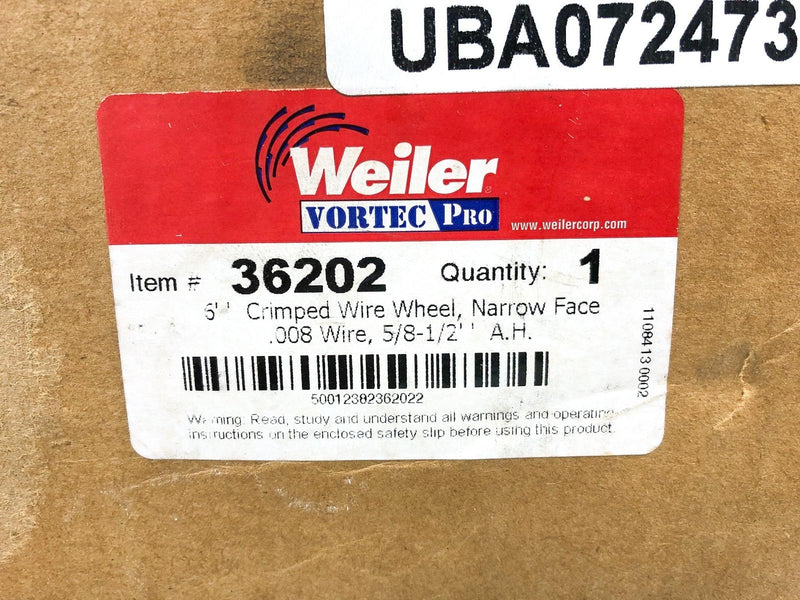 UBA072473
Weiler
VORTEC PRO
www.weilercorp.com
Item # 36202 Quantity: 1
6'' Crimped Wire Wheel, Narrow Face
.008 Wire, 5/8-1/2'' A.H.
50012382362022
Warning: Read, study and understand all warnings and operating
instructions on the enclosed safety slip before using this product.
1108413 0002